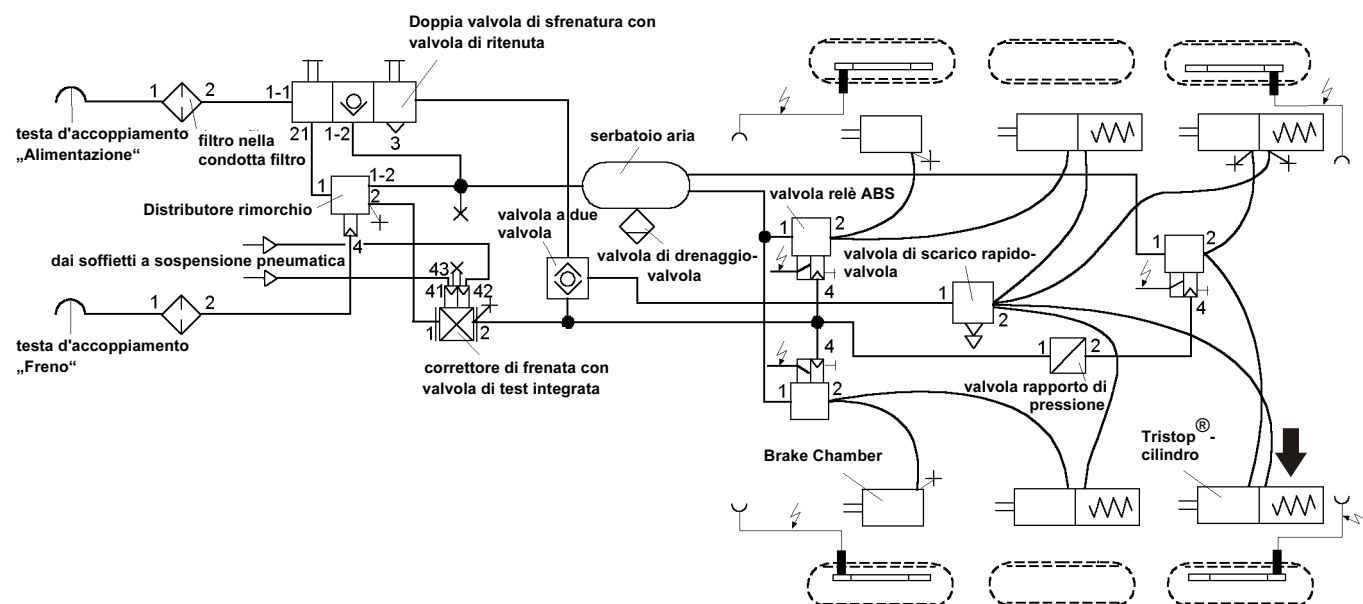 Doppia valvola di sfrenatura con
valvola di ritenuta
1 2 1-1
21 1-2 3
testa d'accoppiamento
„Alimentazione“
filtro nella
condotta filtro
serbatoio aria
1 1-2
2
Distributore rimorchio
4
valvola a due
valvola
valvola relè ABS
1 2
4
valvola di drenaggio-
valvola
valvola di scarico rapido-
valvola
1 2
4
dai soffietti a sospensione pneumatica
43
41 42
1 2
1 2
1
2
testa d'accoppiamento
„Freno“
correttore di frenata con
valvola di test integrata
4
1 2
1 2
valvola rapporto di
pressione
Brake Chamber
Tristop®-
cilindro